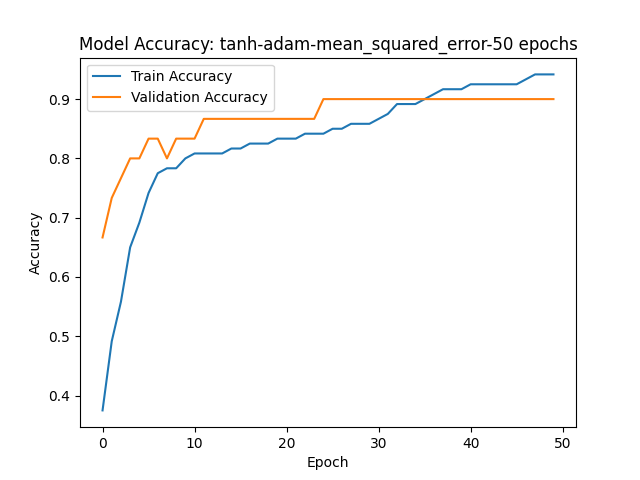 Model Accuracy: tanh-adam-mean_squared_error-50 epochs
Train Accuracy
Validation Accuracy
0.9
0.8
0.7
0.6
0.5
0.4
Accuracy
0 10 20 30 40 50
Epoch